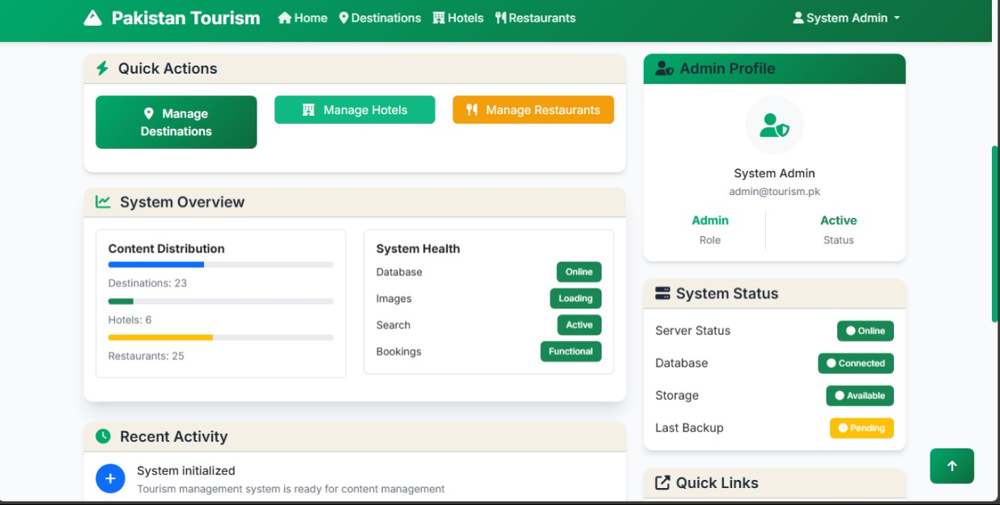 Pakistan Tourism Home Destinations Hotels Restaurants System Admin
Quick Actions
Manage
Destinations
Manage Hotels
Manage Restaurants
System Overview
Content Distribution
Destinations: 23
Hotels: 6
Restaurants: 25
System Health
Database Online
Images Loading
Search Active
Bookings Functional
Recent Activity
System initialized
Tourism management system is ready for content management
Admin Profile
System Admin
admin@tourism.pk
Admin Active
Role Status
System Status
Server Status Online
Database Connected
Storage Available
Last Backup Pending
Quick Links